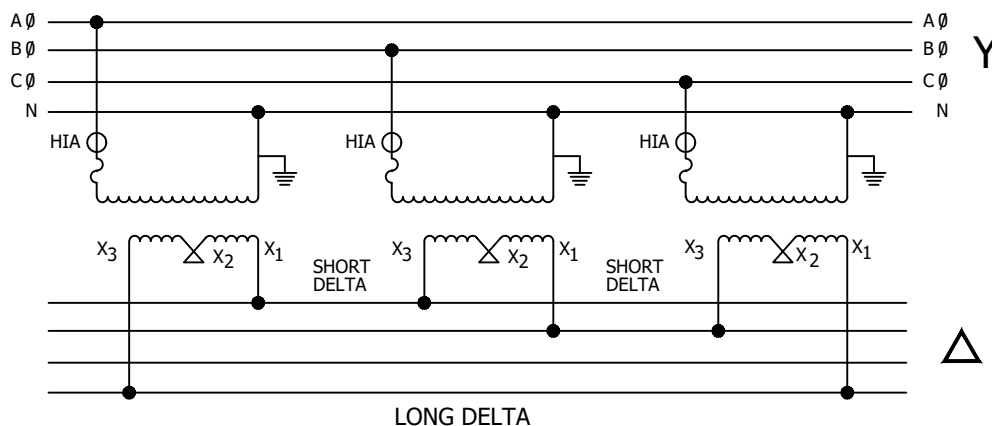 AØ AØ
BØ BØ Y
CØ CØ
N N
HIA HIA HIA
X3 X2 X1 X3 X2 X1 X3 X2 X1
SHORT SHORT
DELTA DELTA
Δ
LONG DELTA